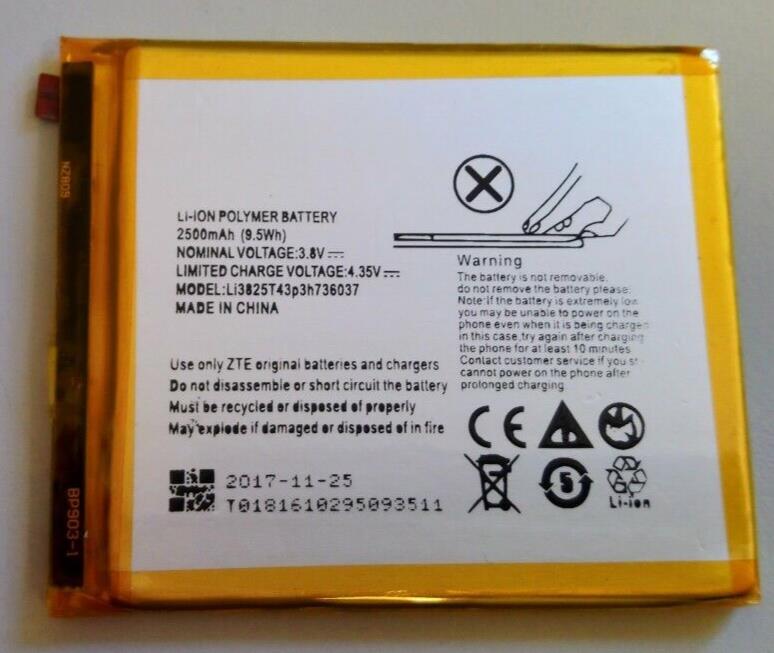 LI-ION POLYMER BATTERY
2500mAh (9.5Wh)
NOMINAL VOLTAGE:3.8V
LIMITED CHARGE VOLTAGE:4.35V
MODEL:Li3825T43p3h736037
MADE IN CHINA
Warning
The battery is not removable,
do not remove the battery please.
Note:If the battery is extremely low
you may be unable to power on the
phone even when it is being charge
in this case,try again after charging
the phone for at least 10 minutes
Contact customer service if you
cannot power on the phone after
prolonged charging
Use only ZTE original batteries and chargers
Do not disassemble or short circuit the battery
Must be recycled or disposed of properly
May explode if damaged or disposed of in fire
CE
5
Li-ion
2017-11-25
T0181610295093511
NZ809
BP903-1